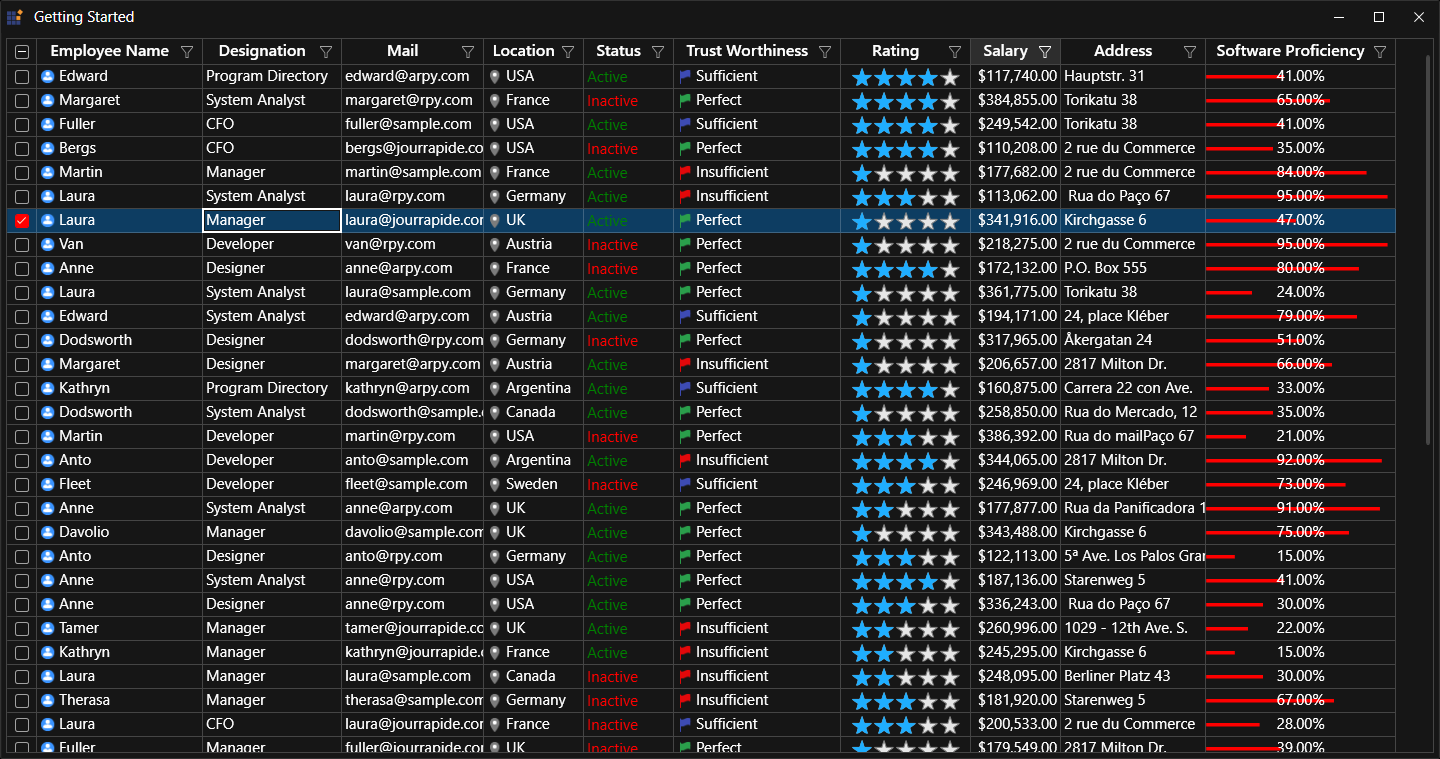 Getting Started
Employee Name Designation Mail Location Status Trust Worthiness Rating Salary Address Software Proficiency
Edward Program Directory edward@arpy.com USA Active Sufficient $117,740.00 Hauptstr. 31 41.00%
Margaret System Analyst margaret@rpy.com France Inactive Perfect $384,855.00 Torikatu 38 65.00%
Fuller CFO fuller@sample.com USA Active Sufficient $249,542.00 Torikatu 38 41.00%
Bergs CFO bergs@jourrapide.co USA Inactive Perfect $110,208.00 2 rue du Commerce 35.00%
Martin Manager martin@sample.com France Inactive Insufficient $177,682.00 2 rue du Commerce 84.00%
Laura System Analyst laura@rpy.com Germany Active Insufficient $113,062.00 Rua do Paço 67 95.00%
Laura Manager laura@jourrapide.con UK Active Perfect $341,916.00 Kirchgasse 6 47.00%
Van Developer van@rpy.com Austria Inactive Perfect $218,275.00 2 rue du Commerce 95.00%
Anne Designer anne@arpy.com France Inactive Perfect $172,132.00 P.O. Box 555 80.00%
Laura System Analyst laura@sample.com Germany Active Perfect $361,775.00 Torikatu 38 24.00%
Edward System Analyst edward@arpy.com Austria Active Sufficient $194,171.00 24, place Kléber 79.00%
Dodsworth Designer dodsworth@rpy.com Germany Inactive Perfect $317,965.00 Åkergatan 24 51.00%
Margaret Designer margaret@arpy.com Austria Active Insufficient $206,657.00 2817 Milton Dr. 66.00%
Kathryn Program Directory kathryn@arpy.com Argentina Active Sufficient $160,875.00 Carrera 22 con Ave. 33.00%
Dodsworth System Analyst dodsworth@sample. Canada Active Perfect $258,850.00 Rua do Mercado, 12 35.00%
Martin Developer martin@rpy.com USA Inactive Perfect $386,392.00 Rua do mailPaço 67 21.00%
Anto Developer anto@sample.com Argentina Inactive Insufficient $344,065.00 2817 Milton Dr. 92.00%
Fleet Developer fleet@sample.com Sweden Inactive Sufficient $246,969.00 24, place Kléber 73.00%
Anne System Analyst anne@arpy.com UK Active Perfect $177,877.00 Rua da Panificadora 1 91.00%
Davolio Manager davolio@sample.com UK Active Perfect $343,488.00 Kirchgasse 6 75.00%
Anto Designer anto@rpy.com Germany Active Perfect $122,113.00 5ª Ave. Los Palos Gran 15.00%
Anne System Analyst anne@rpy.com USA Active Perfect $187,136.00 Starenweg 5 41.00%
Anne Designer anne@rpy.com USA Active Perfect $336,243.00 Rua do Paço 67 30.00%
Tamer Manager tamer@jourrapide.co UK Active Insufficient $260,996.00 1029 - 12th Ave. S. 22.00%
Kathryn Manager kathryn@jourrapide. France Active Insufficient $245,295.00 Kirchgasse 6 15.00%
Laura Manager laura@sample.com Canada Inactive Insufficient $248,095.00 Berliner Platz 43 30.00%
Therasa Manager therasa@sample.com Germany Inactive Insufficient $181,920.00 Starenweg 5 67.00%
Laura CFO laura@jourrapide.con France Inactive Sufficient $200,533.00 2 rue du Commerce 28.00%
Fuller Manager fuller@jourrapide.co UK Inactive Perfect $179,549.00 2817 Milton Dr. 39.00%